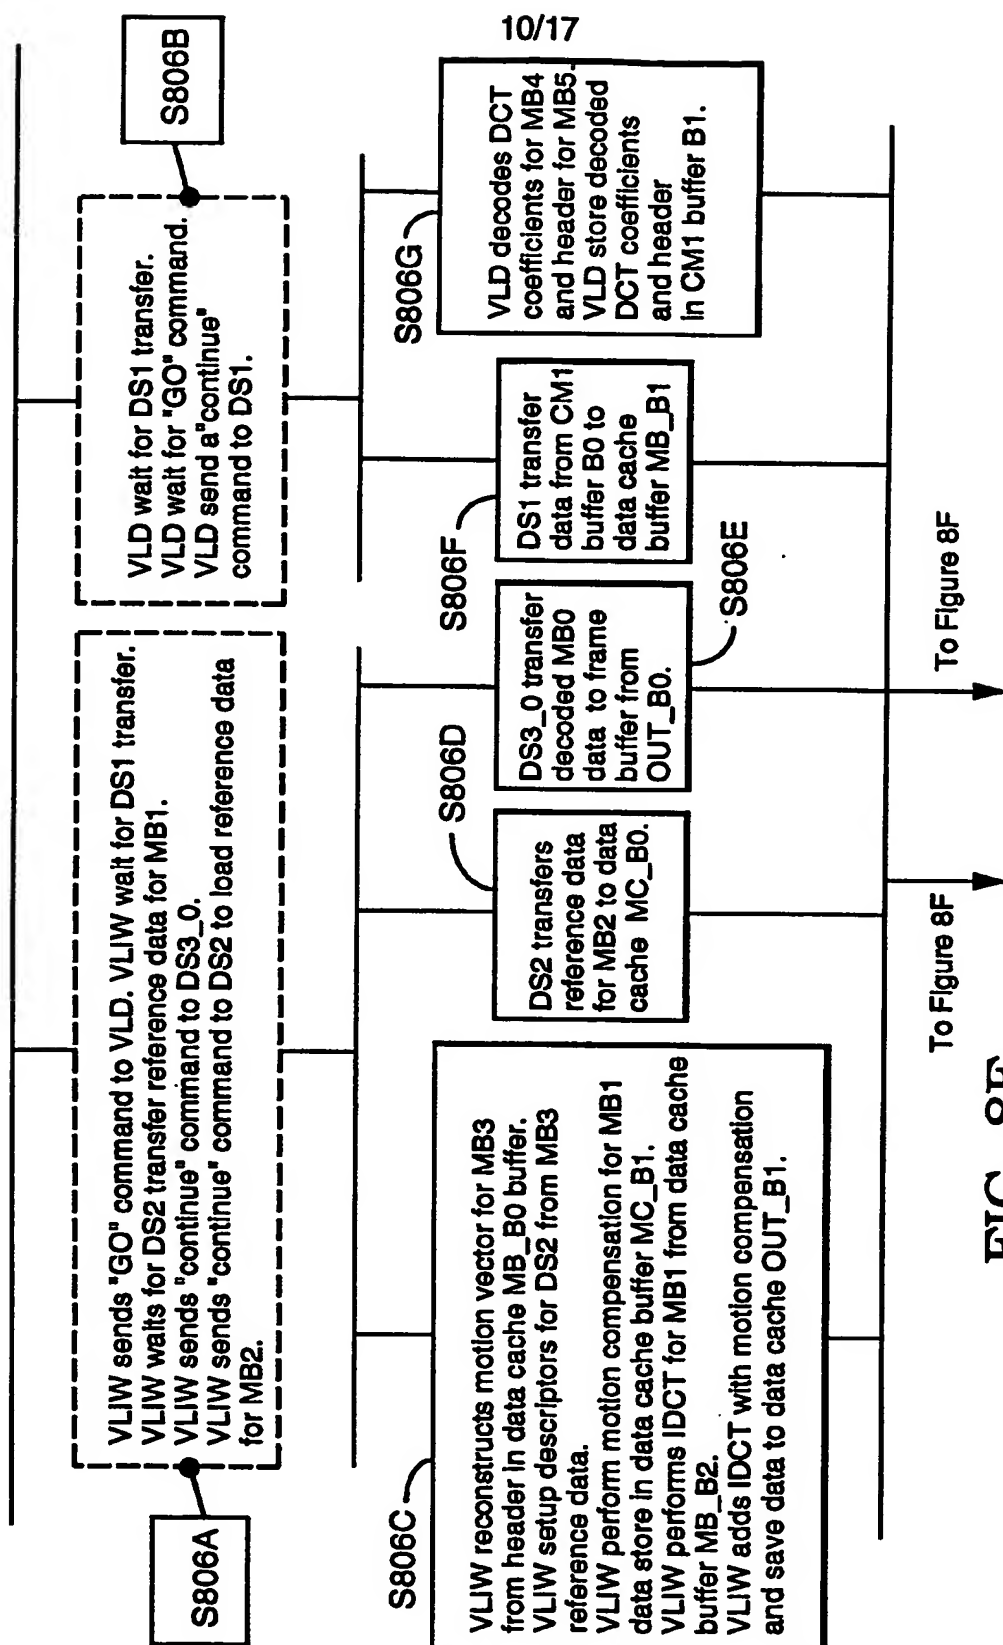 10/17
S806A
VLIW sends "GO" command to VLD. VLIW wait for DS1 transfer.
VLIW waits for DS2 transfer reference data for MB1.
VLIW sends "continue" command to DS3_0.
VLIW sends "continue" command to DS2 to load reference data
for MB2.
VLD wait for DS1 transfer.
VLD wait for "GO" command.
VLD send a"continue"
command to DS1.
S806B
S806C
VLIW reconstructs motion vector for MB3
from header in data cache MB_B0 buffer.
VLIW setup descriptors for DS2 from MB3
reference data.
VLIW perform motion compensation for MB1
data store in data cache buffer MC_B1.
VLIW performs IDCT for MB1 from data cache
buffer MB_B2.
VLIW adds IDCT with motion compensation
and save data to data cache OUT_B1.
S806D
DS2 transfers
reference data
for MB2 to data
cache MC_B0.
DS3_0 transfer
decoded MB0
data to frame
buffer from
OUT_B0.
S806E
S806F
DS1 transfer
data from CM1
buffer B0 to
data cache
buffer MB_B1
S806G
VLD decodes DCT
coefficients for MB4
and header for MB5.
VLD store decoded
DCT coefficients
and header
in CM1 buffer B1.
To Figure 8F
To Figure 8F